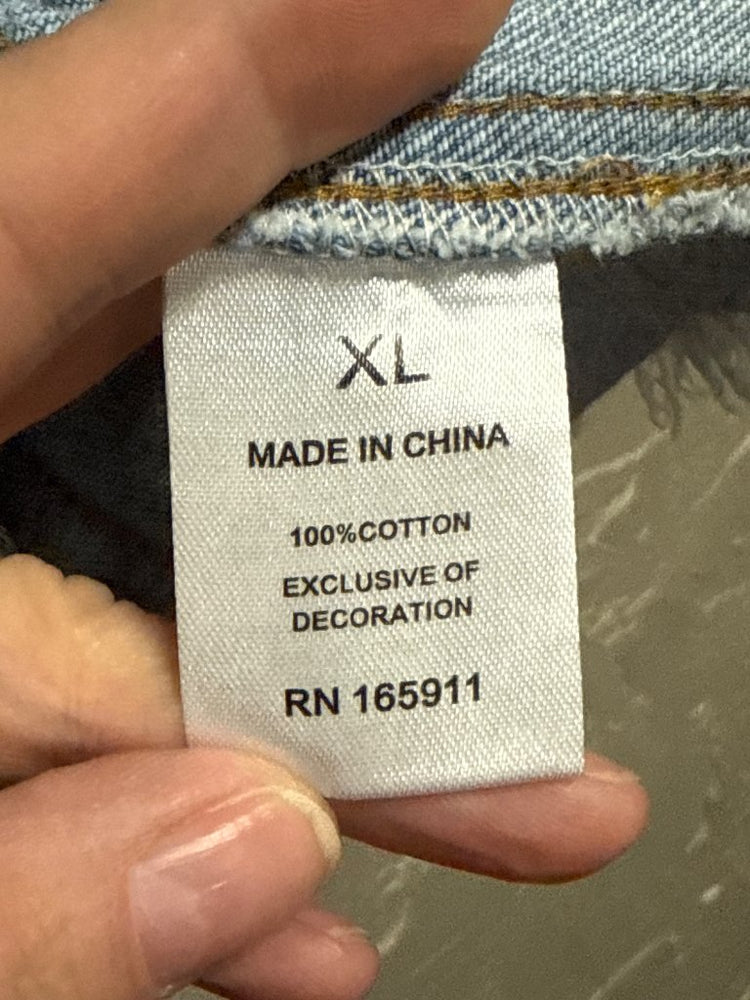 XL
MADE IN CHINA
100%COTTON
EXCLUSIVE OF
DECORATION
RN 165911